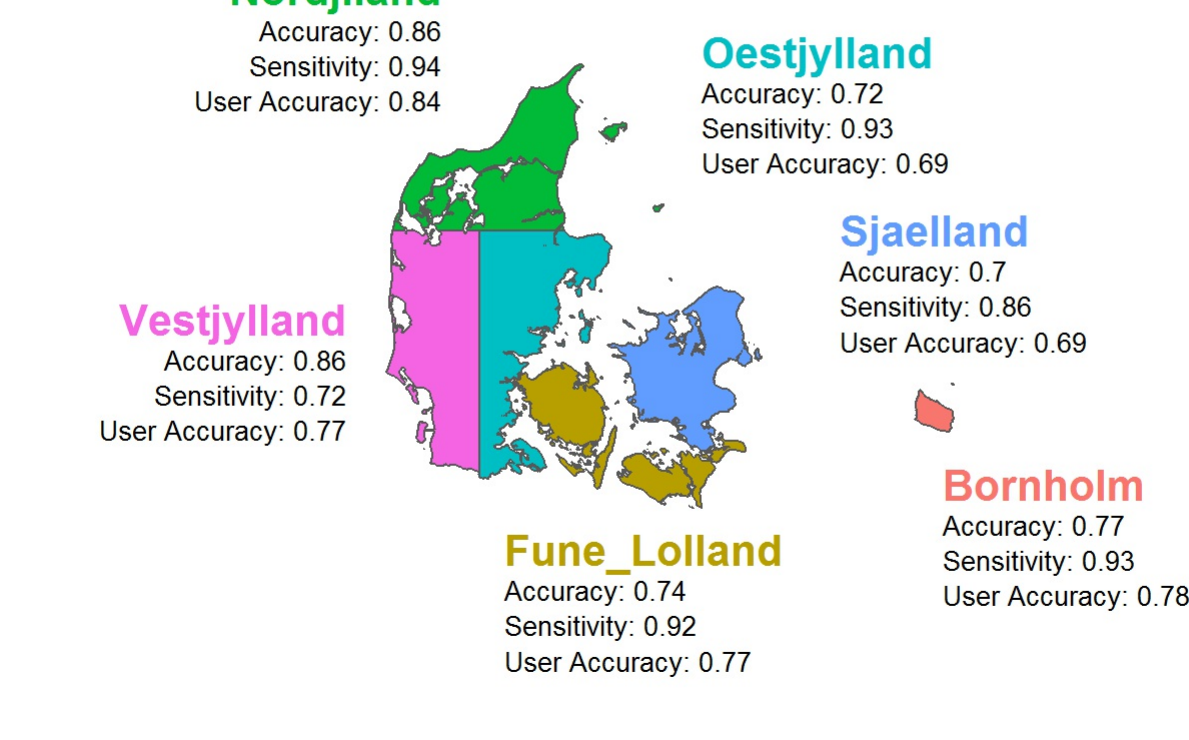 Accuracy: 0.86
Sensitivity: 0.94
User Accuracy: 0.84
Oestjylland
Accuracy: 0.72
Sensitivity: 0.93
User Accuracy: 0.69
Sjaelland
Accuracy: 0.7
Sensitivity: 0.86
User Accuracy: 0.69
Vestjylland
Accuracy: 0.86
Sensitivity: 0.72
User Accuracy: 0.77
Bornholm
Accuracy: 0.77
Sensitivity: 0.93
User Accuracy: 0.78
Fune_Lolland
Accuracy: 0.74
Sensitivity: 0.92
User Accuracy: 0.77